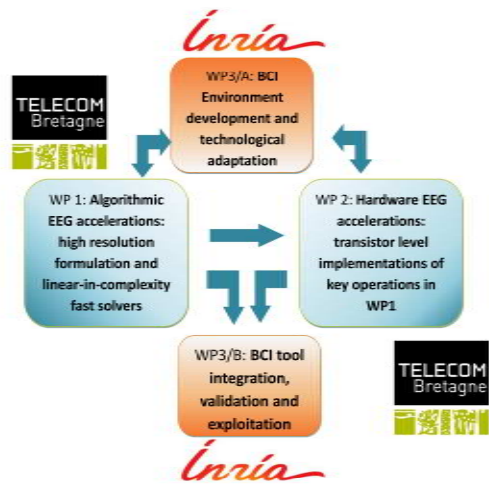 Inria
WP3/A: BCI
Environment
development and
technological
adaptation
TELECOM
Bretagne
WP 1: Algorithmic
EEG accelerations:
high resolution
formulation and
linear-in-complexity
fast solvers
WP 2: Hardware EEG
accelerations:
transistor level
implementations of
key operations in
WP1
WP3/B: BCI tool
integration,
validation and
exploitation
TELECOM
Bretagne
Inria